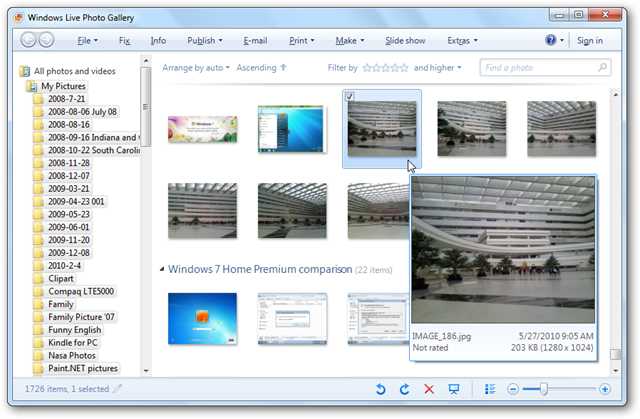 Windows Live Photo Gallery
File Fix Info Publish E-mail Print Make Slide show Extras Sign in
All photos and videos
Arrange by auto Ascending Filter by and higher Find a photo
My Pictures
2008-7-21
2008-08-06 July 08
2008-08-16
2008-09-16 Indiana and
2008-10-22 South Carolin
2008-11-28
2008-12-07
2009-03-21
2009-04-23 001
2009-05-23
2009-06-01
2009-11-20
2009-12-08
2010-2-4
Clipart
Compaq LTE5000
Family
Family Picture '07
Funny English
Kindle for PC
Nasa Photos
Paint.NET pictures
Windows 7 Home Premium comparison (22 items)
IMAGE_186.jpg 5/27/2010 9:05 AM
Not rated 203 KB (1280 x 1024)
1726 items, 1 selected